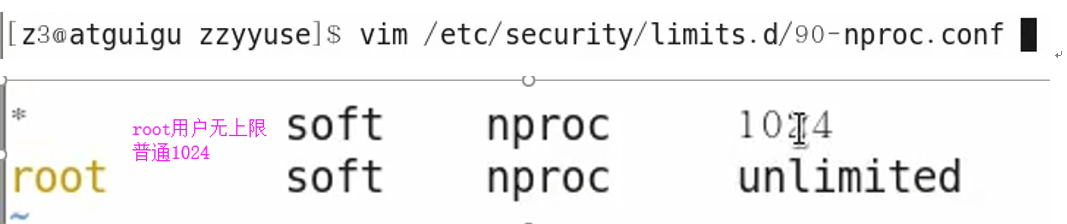 [z3@atguigu zzyyuse]$ vim /etc/security/limits.d/90-nproc.conf
* soft nproc 1024
root用户无上限
普通1024
root soft nproc unlimited
~